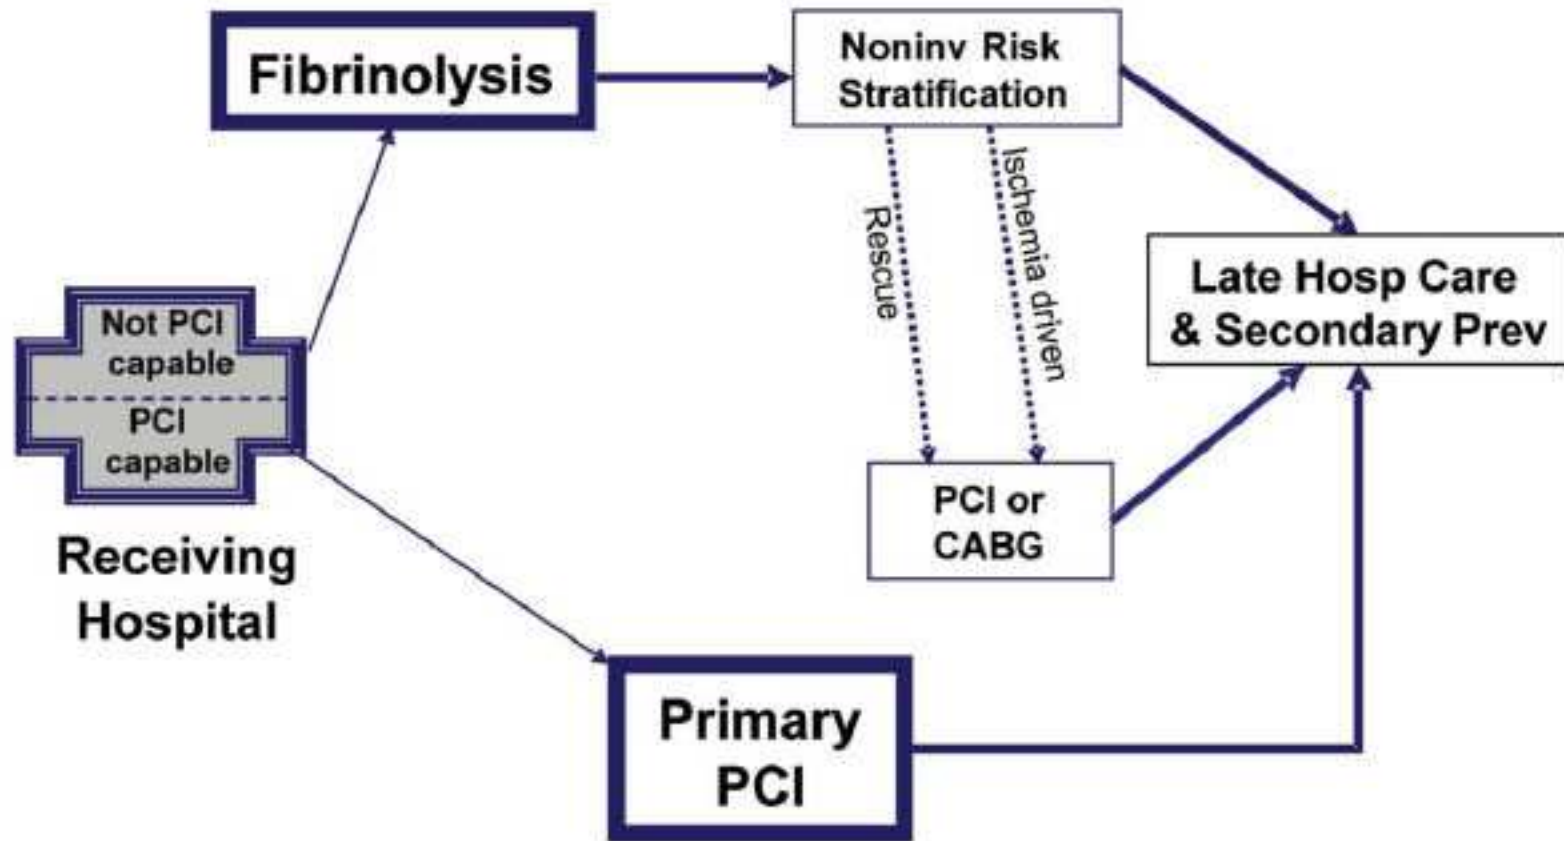 Fibrinolysis
Noninv Risk
Stratification
Rescue
Ischemia driven
Late Hosp Care
& Secondary Prev
Not PCI
capable
PCI
capable
Receiving
Hospital
PCI or
CABG
Primary
PCI